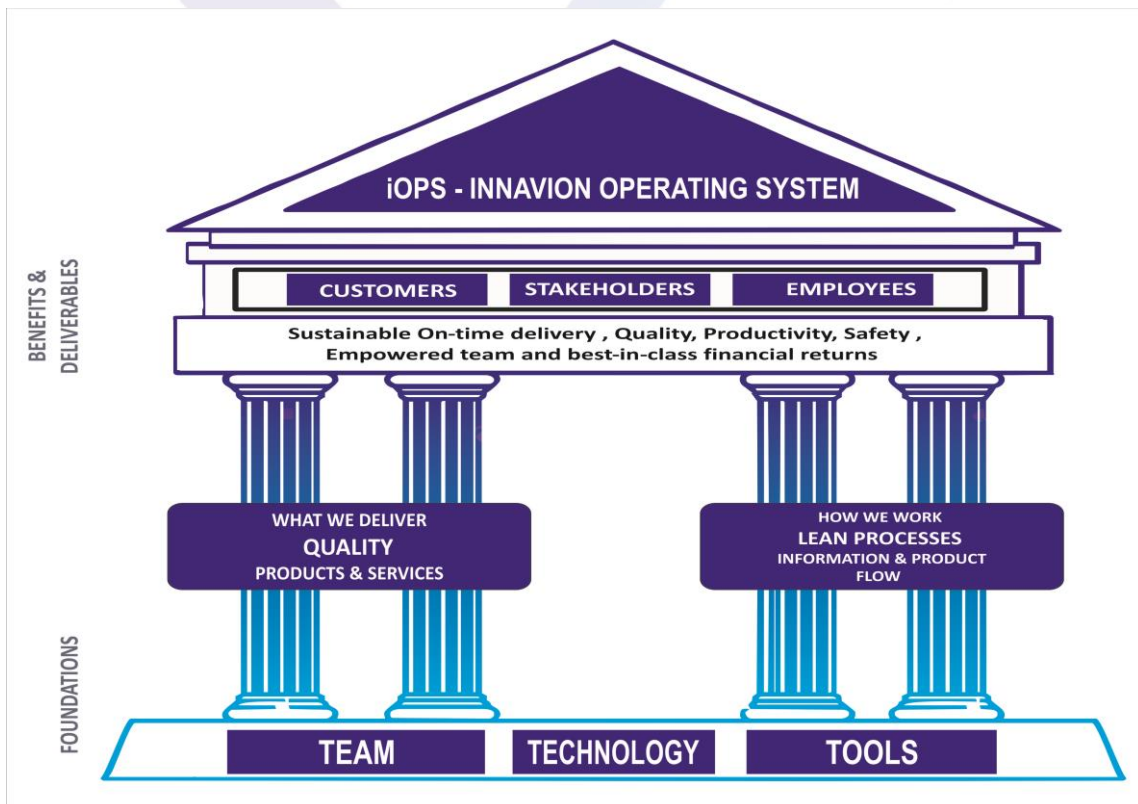 iOPS - INNAVION OPERATING SYSTEM
BENEFITS &
DELIVERABLES
CUSTOMERS STAKEHOLDERS EMPLOYEES
Sustainable On-time delivery , Quality, Productivity, Safety ,
Empowered team and best-in-class financial returns
WHAT WE DELIVER
QUALITY
PRODUCTS & SERVICES
HOW WE WORK
LEAN PROCESSES
INFORMATION & PRODUCT
FLOW
FOUNDATIONS
TEAM TECHNOLOGY TOOLS